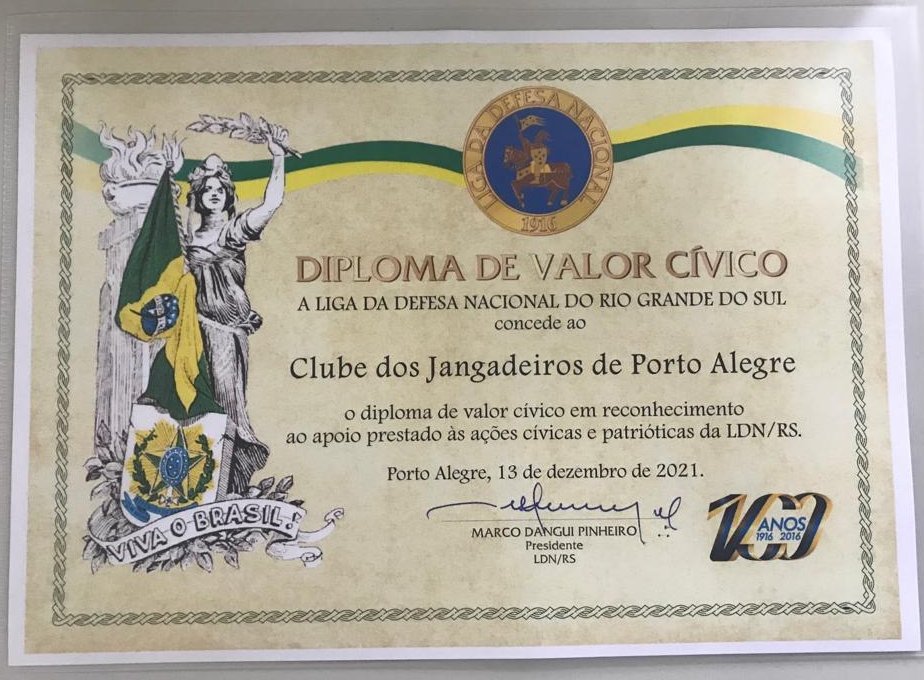 LIGA DA DEFESA NACIONAL
1916
DIPLOMA DE VALOR CÍVICO
A LIGA DA DEFESA NACIONAL DO RIO GRANDE DO SUL
concede ao
Clube dos Jangadeiros de Porto Alegre
o diploma de valor cívico em reconhecimento
ao apoio prestado às ações cívicas e patrióticas da LDN/RS.
Porto Alegre, 13 de dezembro de 2021.
MARCO DANGUI PINHEIRO
Presidente
LDN/RS
100 ANOS
1916 2016
VIVA O BRASIL!